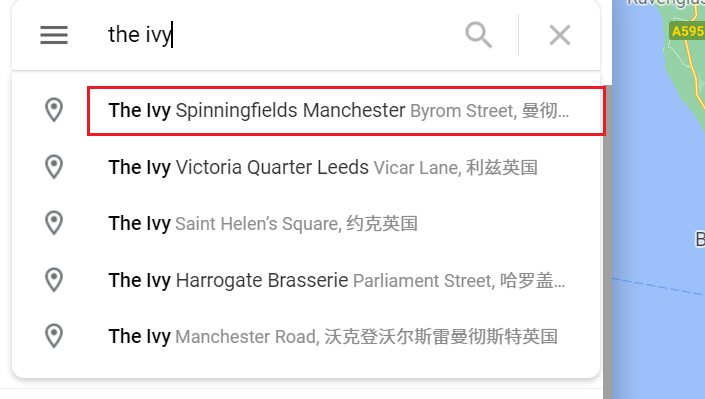 Ravenglas
the ivy
A595
The Ivy Spinningfields Manchester Byrom Street, 曼彻...
The Ivy Victoria Quarter Leeds Vicar Lane, 利兹英国
The Ivy Saint Helen's Square, 约克英国
B
The Ivy Harrogate Brasserie Parliament Street, 哈罗盖...
The Ivy Manchester Road, 沃克登沃尔斯雷曼彻斯特英国